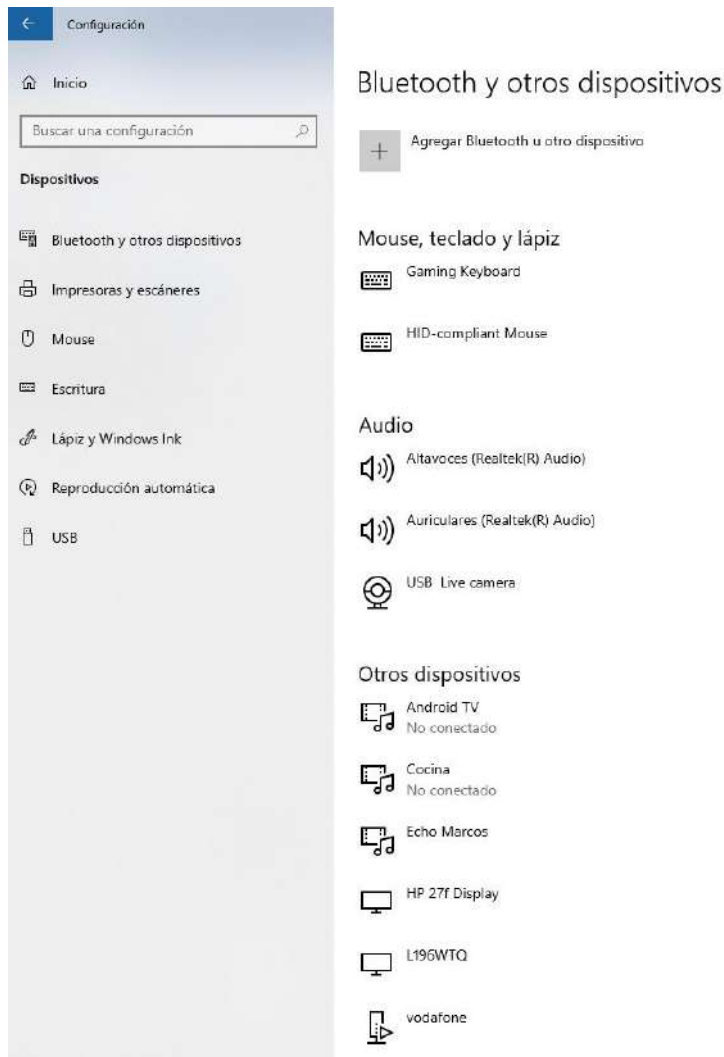 Configuración
Inicio
Buscar una configuración
Dispositivos
Bluetooth y otros dispositivos
Impresoras y escáneres
Mouse
Escritura
Lápiz y Windows Ink
Reproducción automática
USB
Bluetooth y otros dispositivos
Agregar Bluetooth u otro dispositivo
Mouse, teclado y lápiz
Gaming Keyboard
HID-compliant Mouse
Audio
Altavoces (Realtek(R) Audio)
Auriculares (Realtek(R) Audio)
USB Live camera
Otros dispositivos
Android TV
No conectado
Cocina
No conectado
Echo Marcos
HP 27f Display
L196WTQ
vodafone